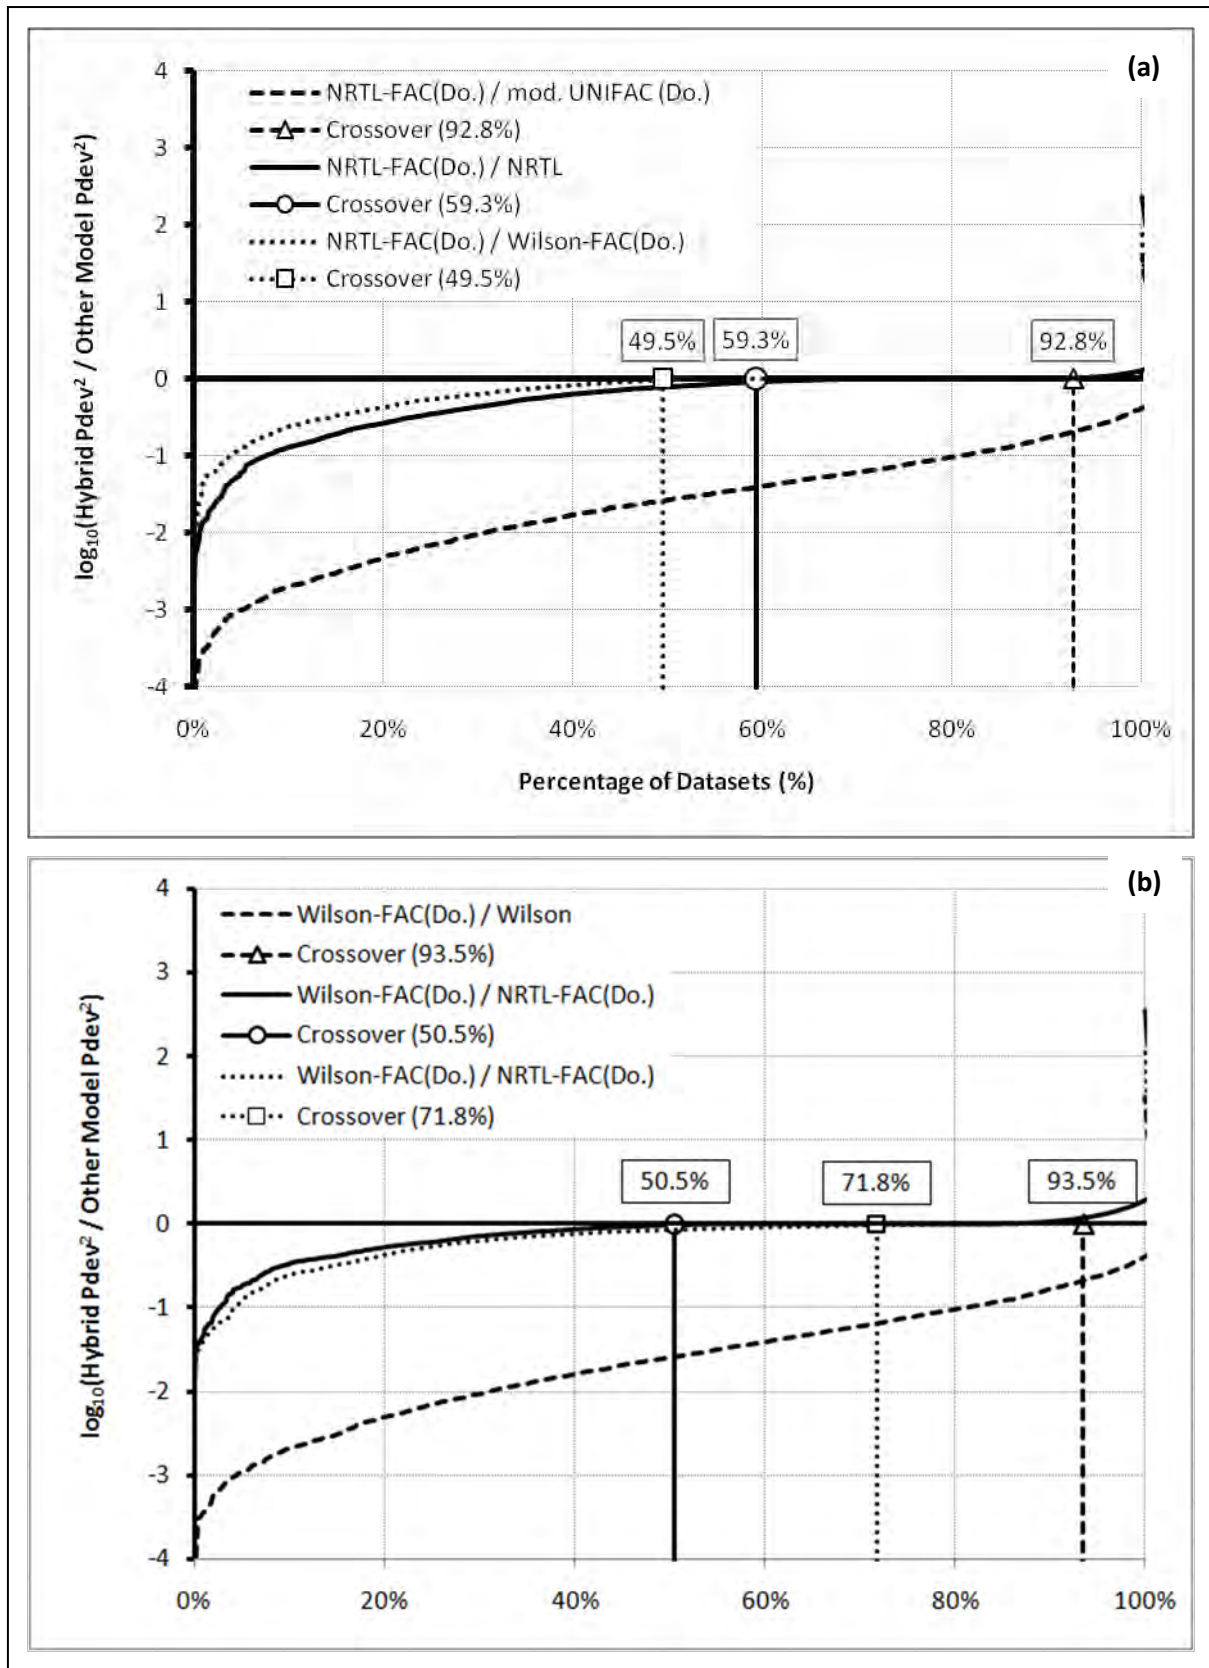 (a)
4
NRTL-FAC(Do.) / mod. UNIFAC (Do.)
Crossover (92.8%)
3
NRTL-FAC(Do.) / NRTL
Crossover (59.3%)
2
NRTL-FAC(Do.) / Wilson-FAC(Do.)
Crossover (49.5%)
1
49.5%
59.3%
92.8%
0
-1
-2
-3
-4
log₁₀(Hybrid Pdev² / Other Model Pdev²)
0% 20% 40% 60% 80% 100%
Percentage of Datasets (%)
(b)
4
Wilson-FAC(Do.) / Wilson
Crossover (93.5%)
3
Wilson-FAC(Do.) / NRTL-FAC(Do.)
Crossover (50.5%)
2
Wilson-FAC(Do.) / NRTL-FAC(Do.)
Crossover (71.8%)
1
50.5%
71.8%
93.5%
0
-1
-2
-3
-4
log₁₀(Hybrid Pdev² / Other Model Pdev²)
0% 20% 40% 60% 80% 100%